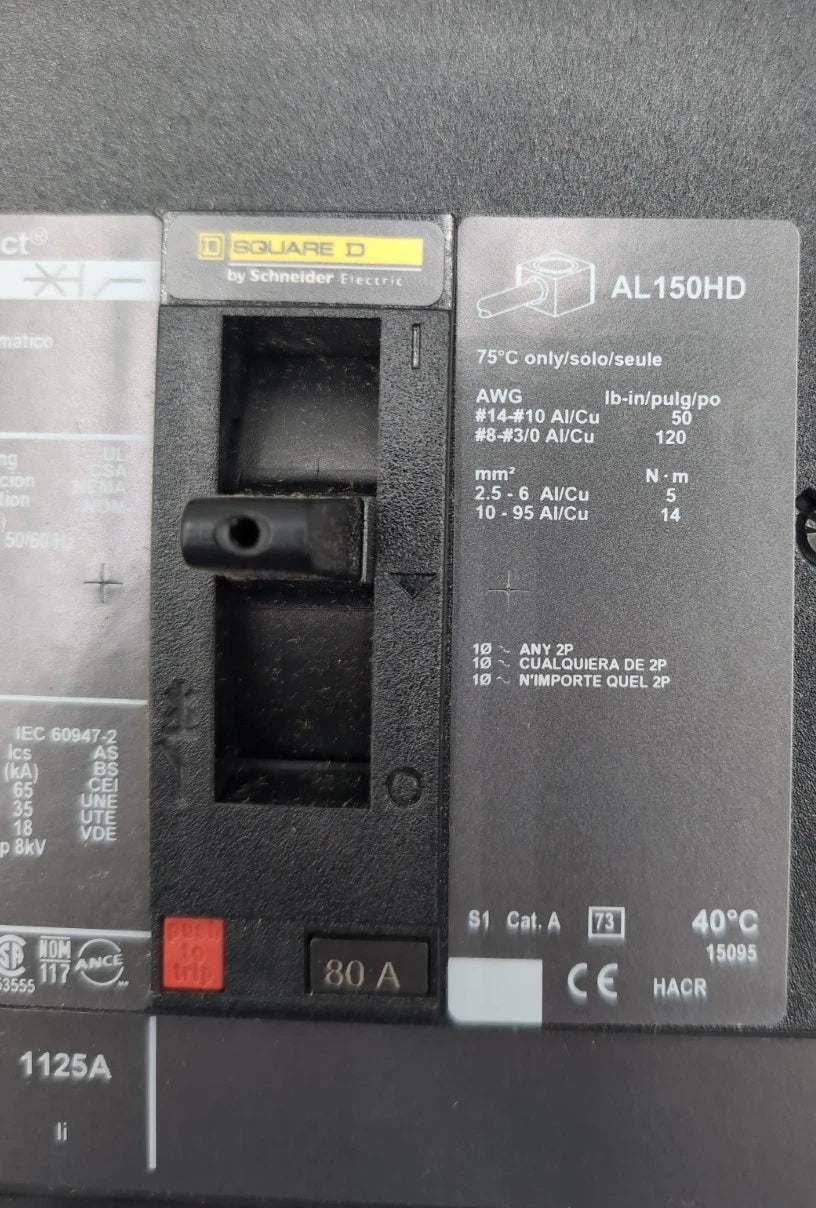 ct®
mático
ng UL
cion CSA
tion NEMA
) NOM
50/60 Hz
IEC 60947-2
Ics AS
(kA) BS
65 CEI
35 UNE
18 UTE
p 8kV VDE
SA NOM ANCE
53555 117
1125A
Ii
SQUARE D
by Schneider Electric
I
O
push
to
trip
80 A
AL150HD
75°C only/sólo/seule
AWG lb-in/pulg/po
#14-#10 Al/Cu 50
#8-#3/0 Al/Cu 120
mm² N·m
2.5 - 6 Al/Cu 5
10 - 95 Al/Cu 14
1Ø ~ ANY 2P
1Ø ~ CUALQUIERA DE 2P
1Ø ~ N'IMPORTE QUEL 2P
S1 Cat. A 73 40°C
15095
CE HACR